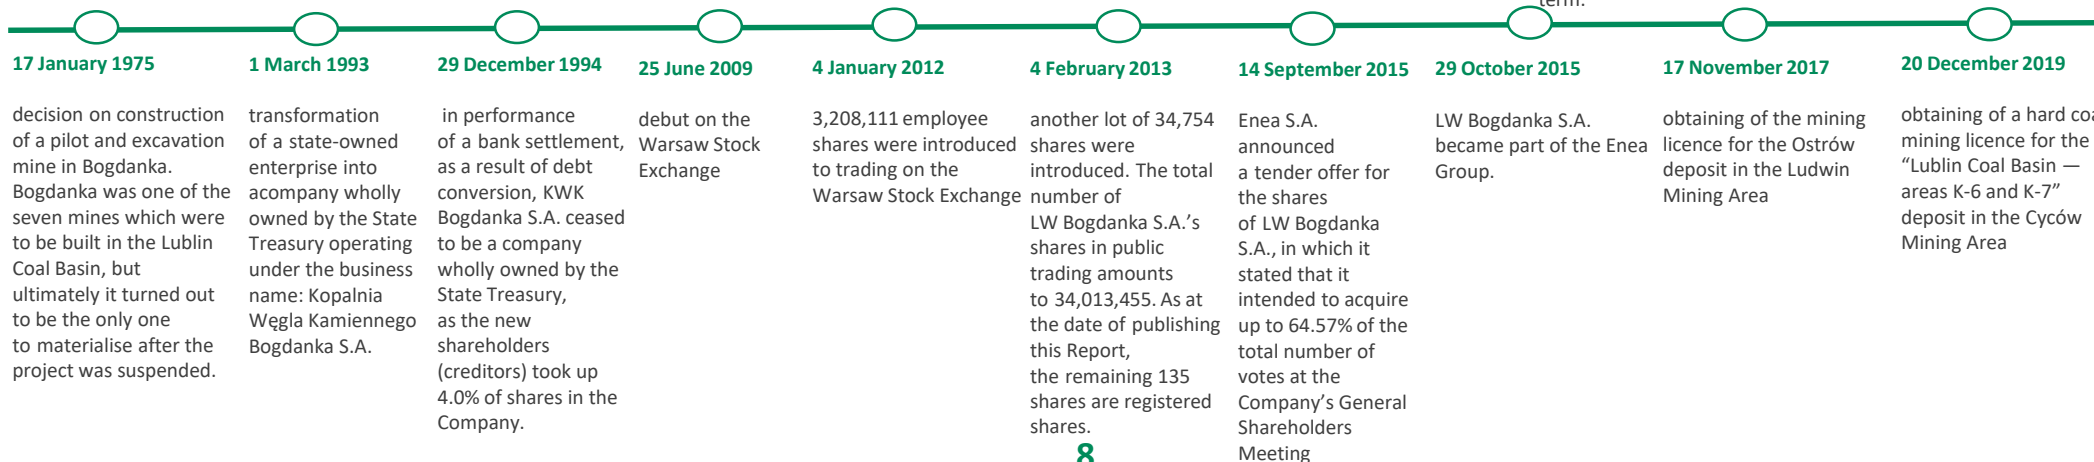 term.
17 January 1975
decision on construction
of a pilot and excavation
mine in Bogdanka.
Bogdanka was one of the
seven mines which were
to be built in the Lublin
Coal Basin, but
ultimately it turned out
to be the only one
to materialise after the
project was suspended.
1 March 1993
transformation
of a state-owned
enterprise into
acompany wholly
owned by the State
Treasury operating
under the business
name: Kopalnia
Węgla Kamiennego
Bogdanka S.A.
29 December 1994
in performance
of a bank settlement,
as a result of debt
conversion, KWK
Bogdanka S.A. ceased
to be a company
wholly owned by the
State Treasury,
as the new
shareholders
(creditors) took up
4.0% of shares in the
Company.
25 June 2009
debut on the
Warsaw Stock
Exchange
4 January 2012
3,208,111 employee
shares were introduced
to trading on the
Warsaw Stock Exchange
4 February 2013
another lot of 34,754
shares were
introduced. The total
number of
LW Bogdanka S.A.'s
shares in public
trading amounts
to 34,013,455. As at
the date of publishing
this Report,
the remaining 135
shares are registered
shares.
14 September 2015
Enea S.A.
announced
a tender offer for
the shares
of LW Bogdanka
S.A., in which it
stated that it
intended to acquire
up to 64.57% of the
total number of
votes at the
Company's General
Shareholders
Meeting
29 October 2015
LW Bogdanka S.A.
became part of the Enea
Group.
17 November 2017
obtaining of the mining
licence for the Ostrów
deposit in the Ludwin
Mining Area
20 December 2019
obtaining of a hard coa
mining licence for the
"Lublin Coal Basin —
areas K-6 and K-7"
deposit in the Cyców
Mining Area
8